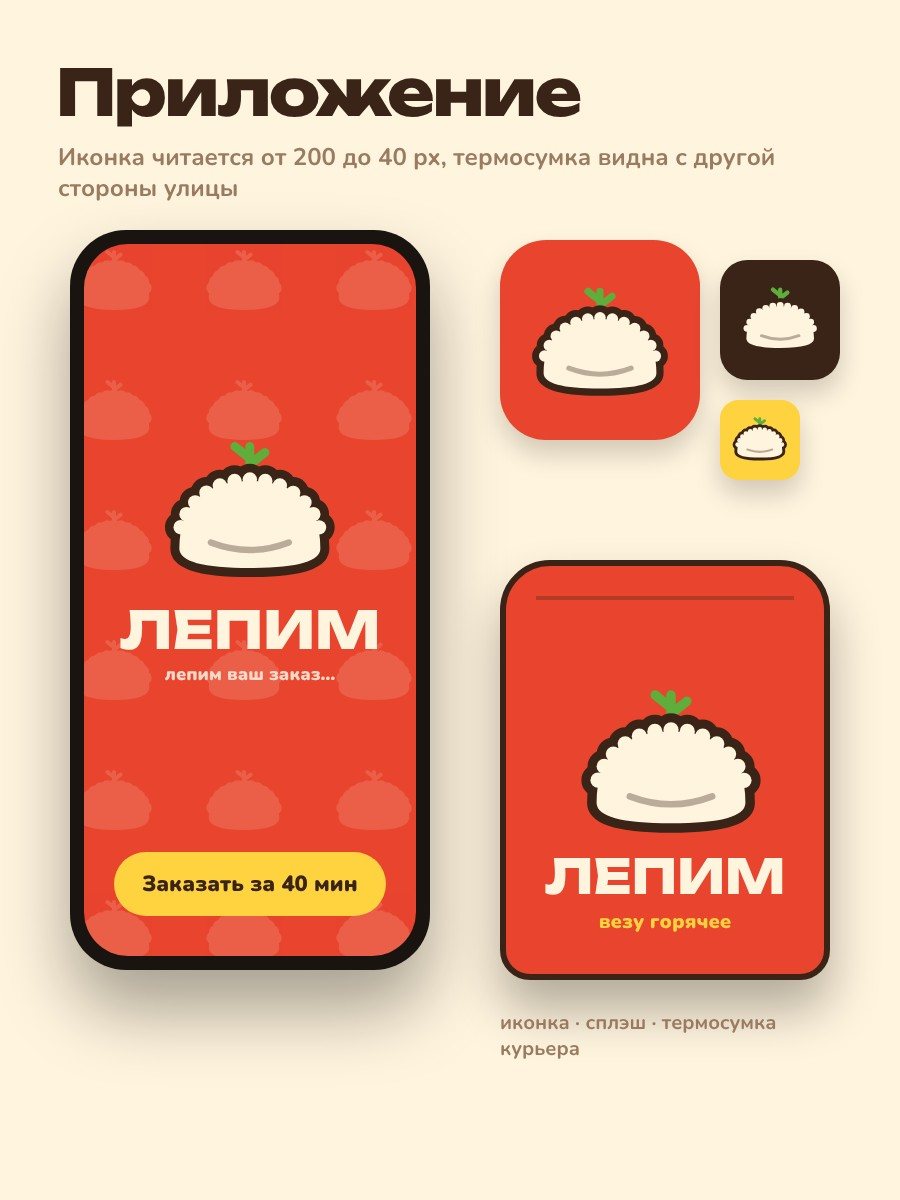 Приложение
Иконка читается от 200 до 40 px, термосумка видна с другой
стороны улицы
ЛЕПИМ
лепим ваш заказ...
Заказать за 40 мин
ЛЕПИМ
везу горячее
иконка · сплэш · термосумка
курьера